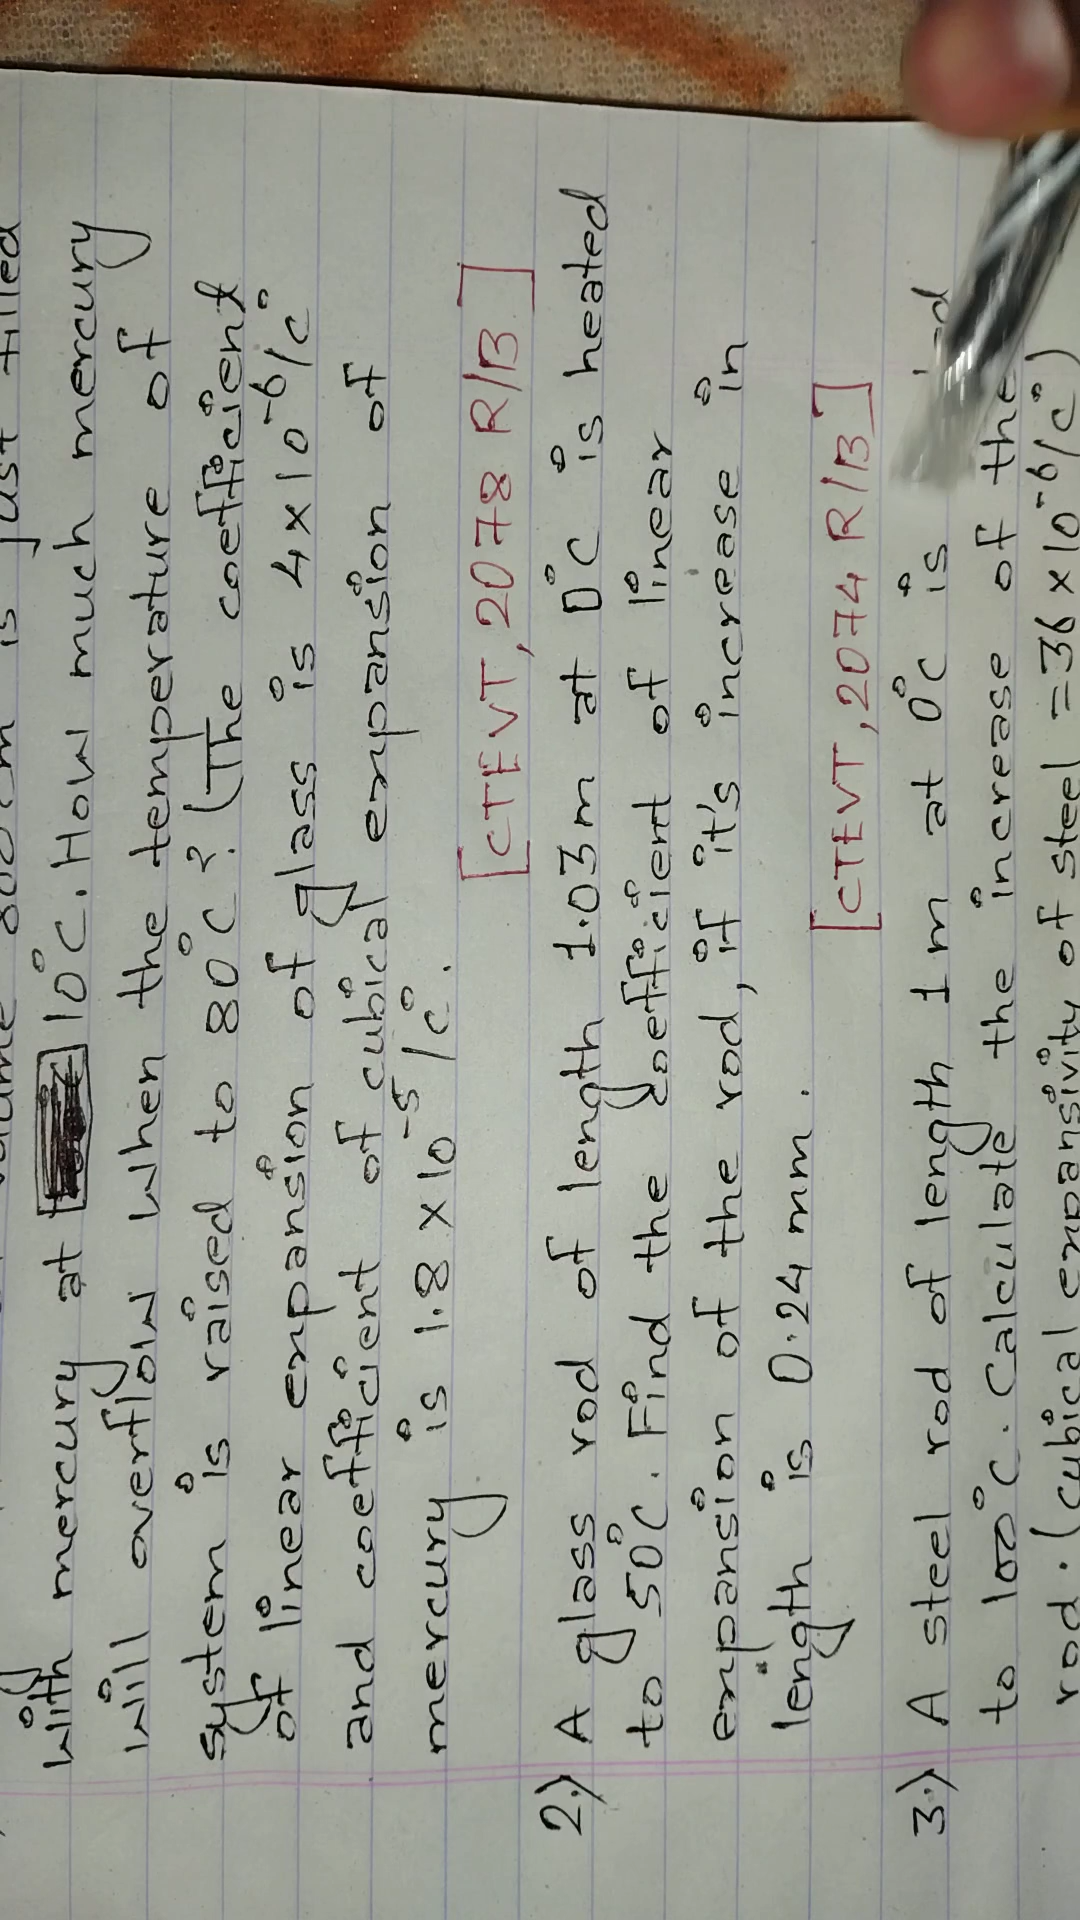 is just filled
with mercury at 10°C. How much mercury
will overflow when the temperature of
system is raised to 80°C? (The coefficient
of linear expansion of glass is 4 × 10⁻⁶/c°
and coefficient of cubical expansion of
mercury is 1.8 × 10⁻⁵/c°.
[CTEVT, 2078 R/B]
2.) A glass rod of length 1.03m at 0°C is heated
to 50°C. Find the coefficient of linear
expansion of the rod, if it's increase in
length is 0.24 mm.
[CTEVT, 2074 R/B]
3.) A steel rod of length 1 m at 0°C is
to 100°C. Calculate the increase of the
rod. (cubical expansivity of steel = 36 × 10⁻⁶/c°)